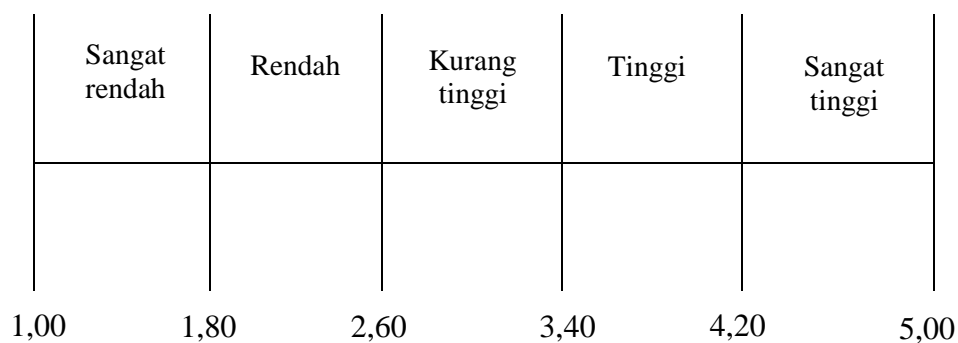 Sangat
rendah
Rendah
Kurang
tinggi
Tinggi
Sangat
tinggi
1,00 1,80 2,60 3,40 4,20 5,00